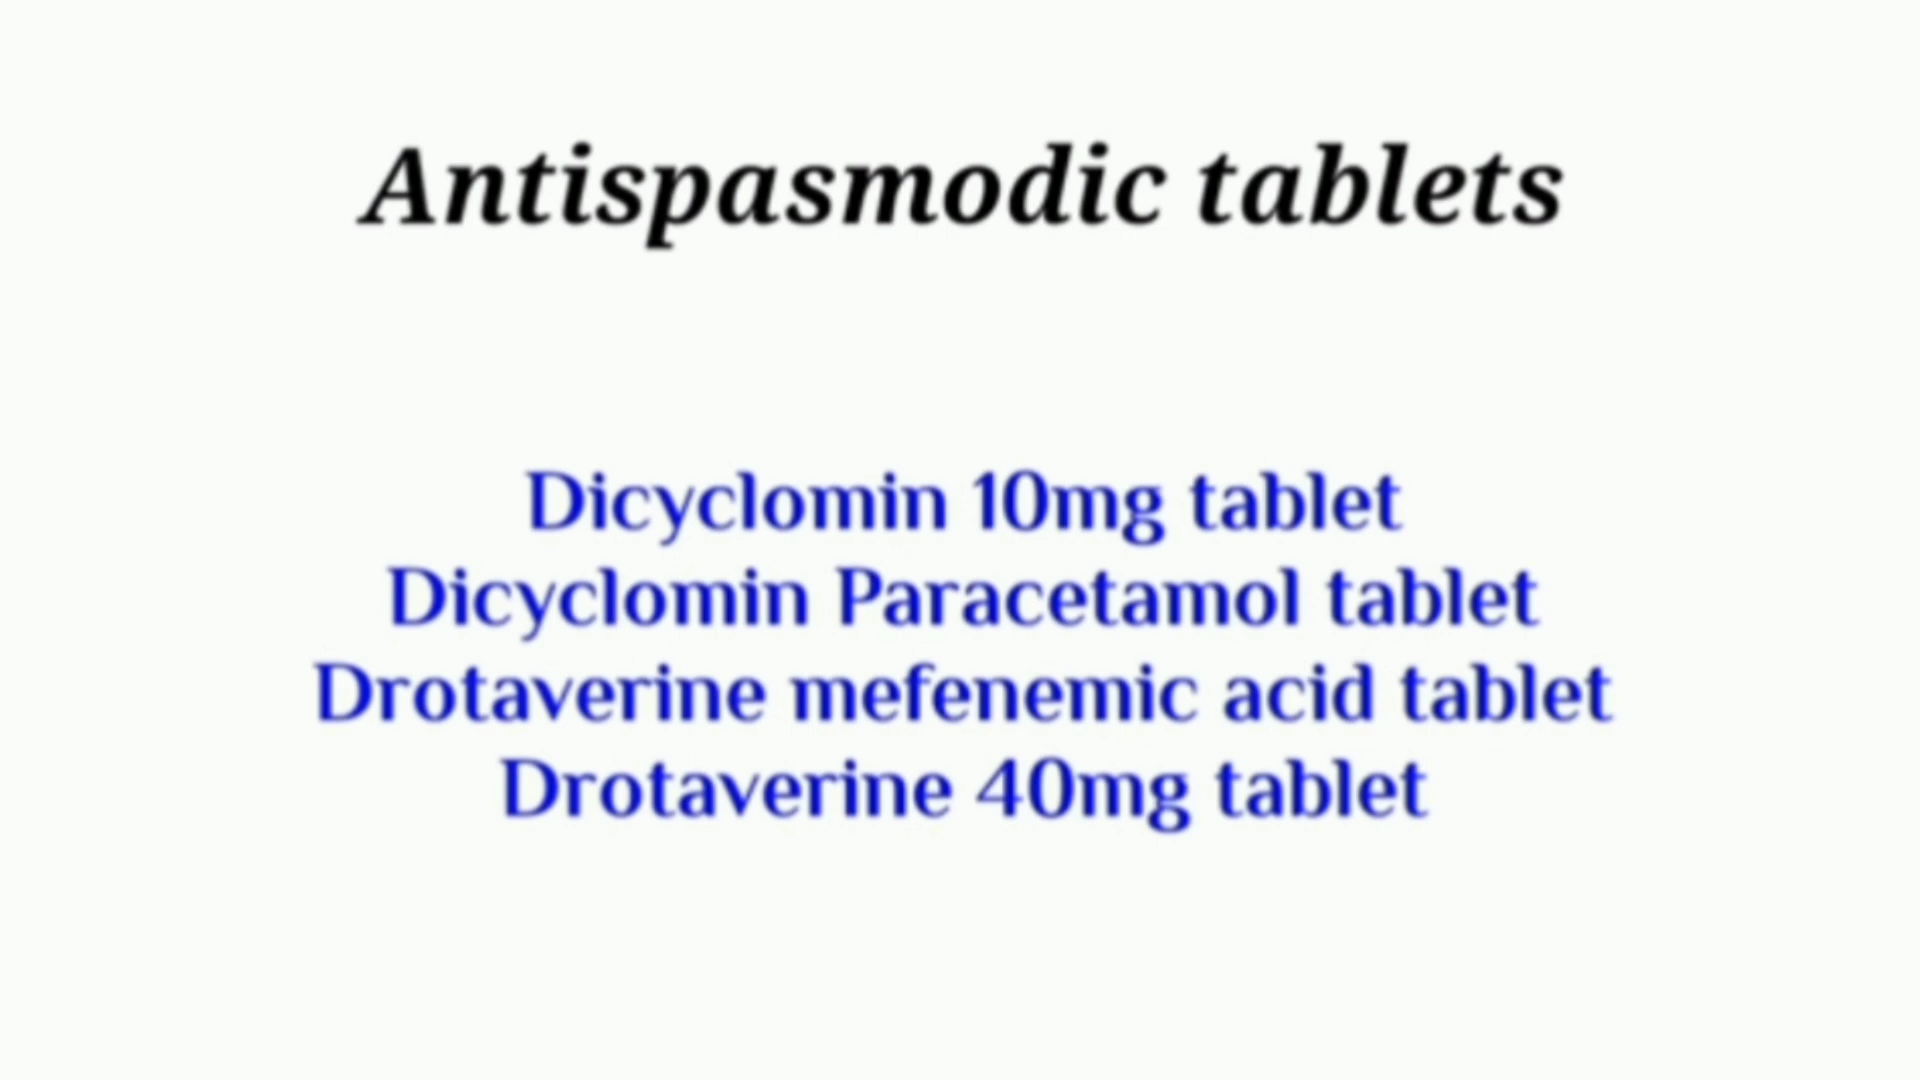 Antispasmodic tablets
Dicyclomin 10mg tablet
Dicyclomin Paracetamol tablet
Drotaverine mefenemic acid tablet
Drotaverine 40mg tablet